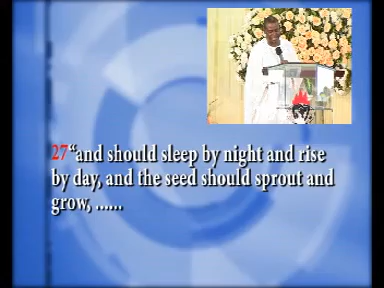 27“and should sleep by night and rise
by day, and the seed should sprout and
grow, ......